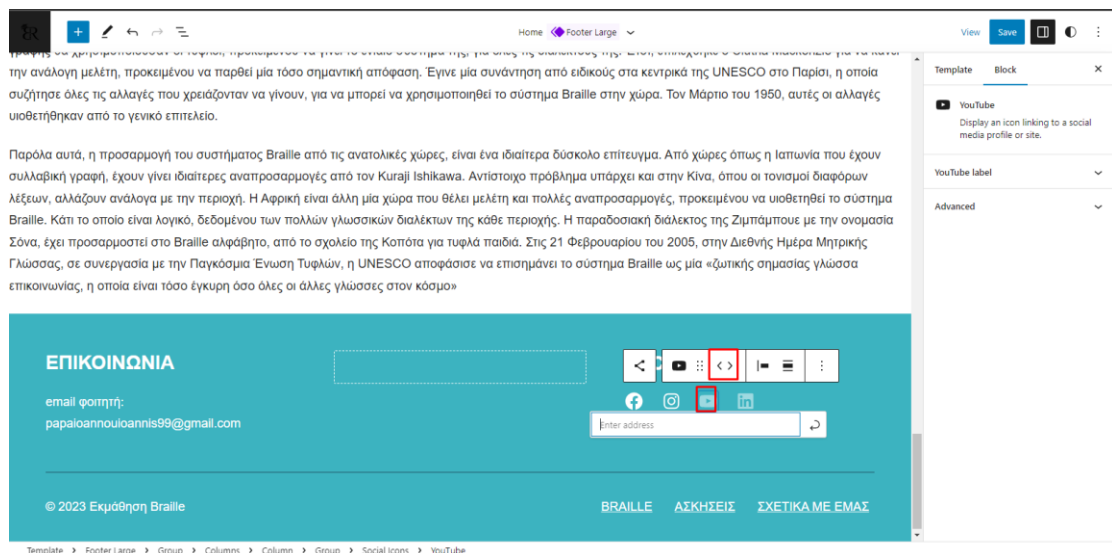 Home Footer Large
View Save
την ανάλογη μελέτη, προκειμένου να παρθεί μία τόσο σημαντική απόφαση. Έγινε μία συνάντηση από ειδικούς στα κεντρικά της UNESCO στο Παρίσι, η οποία
συζήτησε όλες τις αλλαγές που χρειάζονταν να γίνουν, για να μπορεί να χρησιμοποιηθεί το σύστημα Braille στην χώρα. Τον Μάρτιο του 1950, αυτές οι αλλαγές
υιοθετήθηκαν από το γενικό επιτελείο.
Παρόλα αυτά, η προσαρμογή του συστήματος Braille από τις ανατολικές χώρες, είναι ένα ιδιαίτερα δύσκολο επίτευγμα. Από χώρες όπως η Ιαπωνία που έχουν
συλλαβική γραφή, έχουν γίνει ιδιαίτερες αναπροσαρμογές από τον Kuraji Ishikawa. Αντίστοιχο πρόβλημα υπάρχει και στην Κίνα, όπου οι τονισμοί διαφόρων
λέξεων, αλλάζουν ανάλογα με την περιοχή. Η Αφρική είναι άλλη μία χώρα που θέλει μελέτη και πολλές αναπροσαρμογές, προκειμένου να υιοθετηθεί το σύστημα
Braille. Κάτι το οποίο είναι λογικό, δεδομένου των πολλών γλωσσικών διαλέκτων της κάθε περιοχής. Η παραδοσιακή διάλεκτος της Ζιμπάμπουε με την ονομασία
Σόνα, έχει προσαρμοστεί στο Braille αλφάβητο, από το σχολείο της Κοπότα για τυφλά παιδιά. Στις 21 Φεβρουαρίου του 2005, στην Διεθνής Ημέρα Μητρικής
Γλώσσας, σε συνεργασία με την Παγκόσμια Ένωση Τυφλών, η UNESCO αποφάσισε να επισημάνει το σύστημα Braille ως μία «ζωτικής σημασίας γλώσσα
επικοινωνίας, η οποία είναι τόσο έγκυρη όσο όλες οι άλλες γλώσσες στον κόσμο»
Template Block
YouTube
Display an icon linking to a social
media profile or site.
YouTube label
Advanced
ΕΠΙΚΟΙΝΩΝΙΑ
email φοιτητή:
papaioannouioannis99@gmail.com
Enter address
© 2023 Εκμάθηση Braille
BRAILLE ΑΣΚΗΣΕΙΣ ΣΧΕΤΙΚΑ ΜΕ ΕΜΑΣ
Template > Footer Large > Group > Columns > Column > Group > Social Icons > YouTube